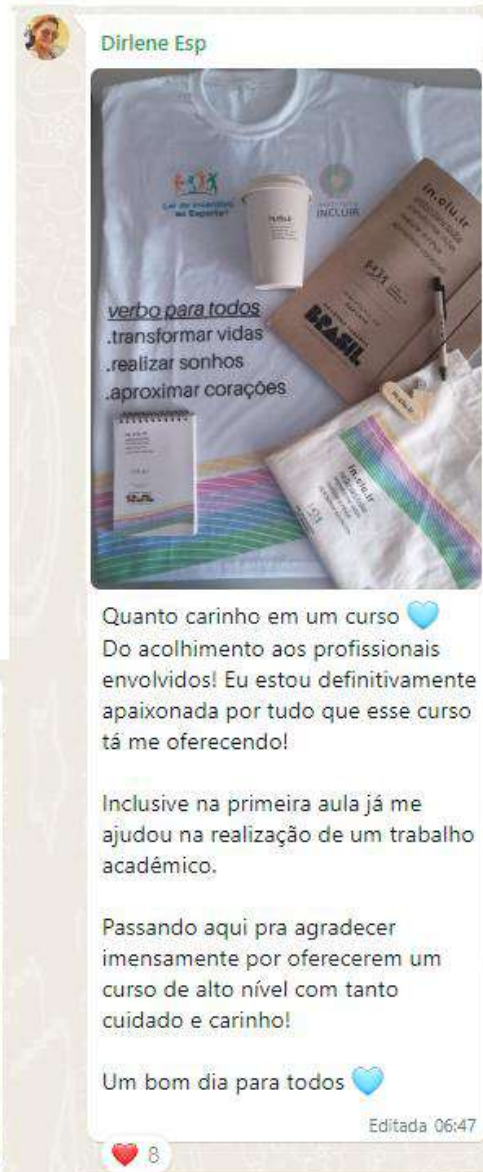 Dirlene Esp
Lei de Incentivo
ao Esporte!
INCLUIR
in.clu.ir
verbo para todos
.transformar vidas
.realizar sonhos
.aproximar corações
BRASIL
in.clu.ir
Quanto carinho em um curso 🩵
Do acolhimento aos profissionais
envolvidos! Eu estou definitivamente
apaixonada por tudo que esse curso
tá me oferecendo!
Inclusive na primeira aula já me
ajudou na realização de um trabalho
acadêmico.
Passando aqui pra agradecer
imensamente por oferecerem um
curso de alto nível com tanto
cuidado e carinho!
Um bom dia para todos 🩵
Editada 06:47
❤️ 8